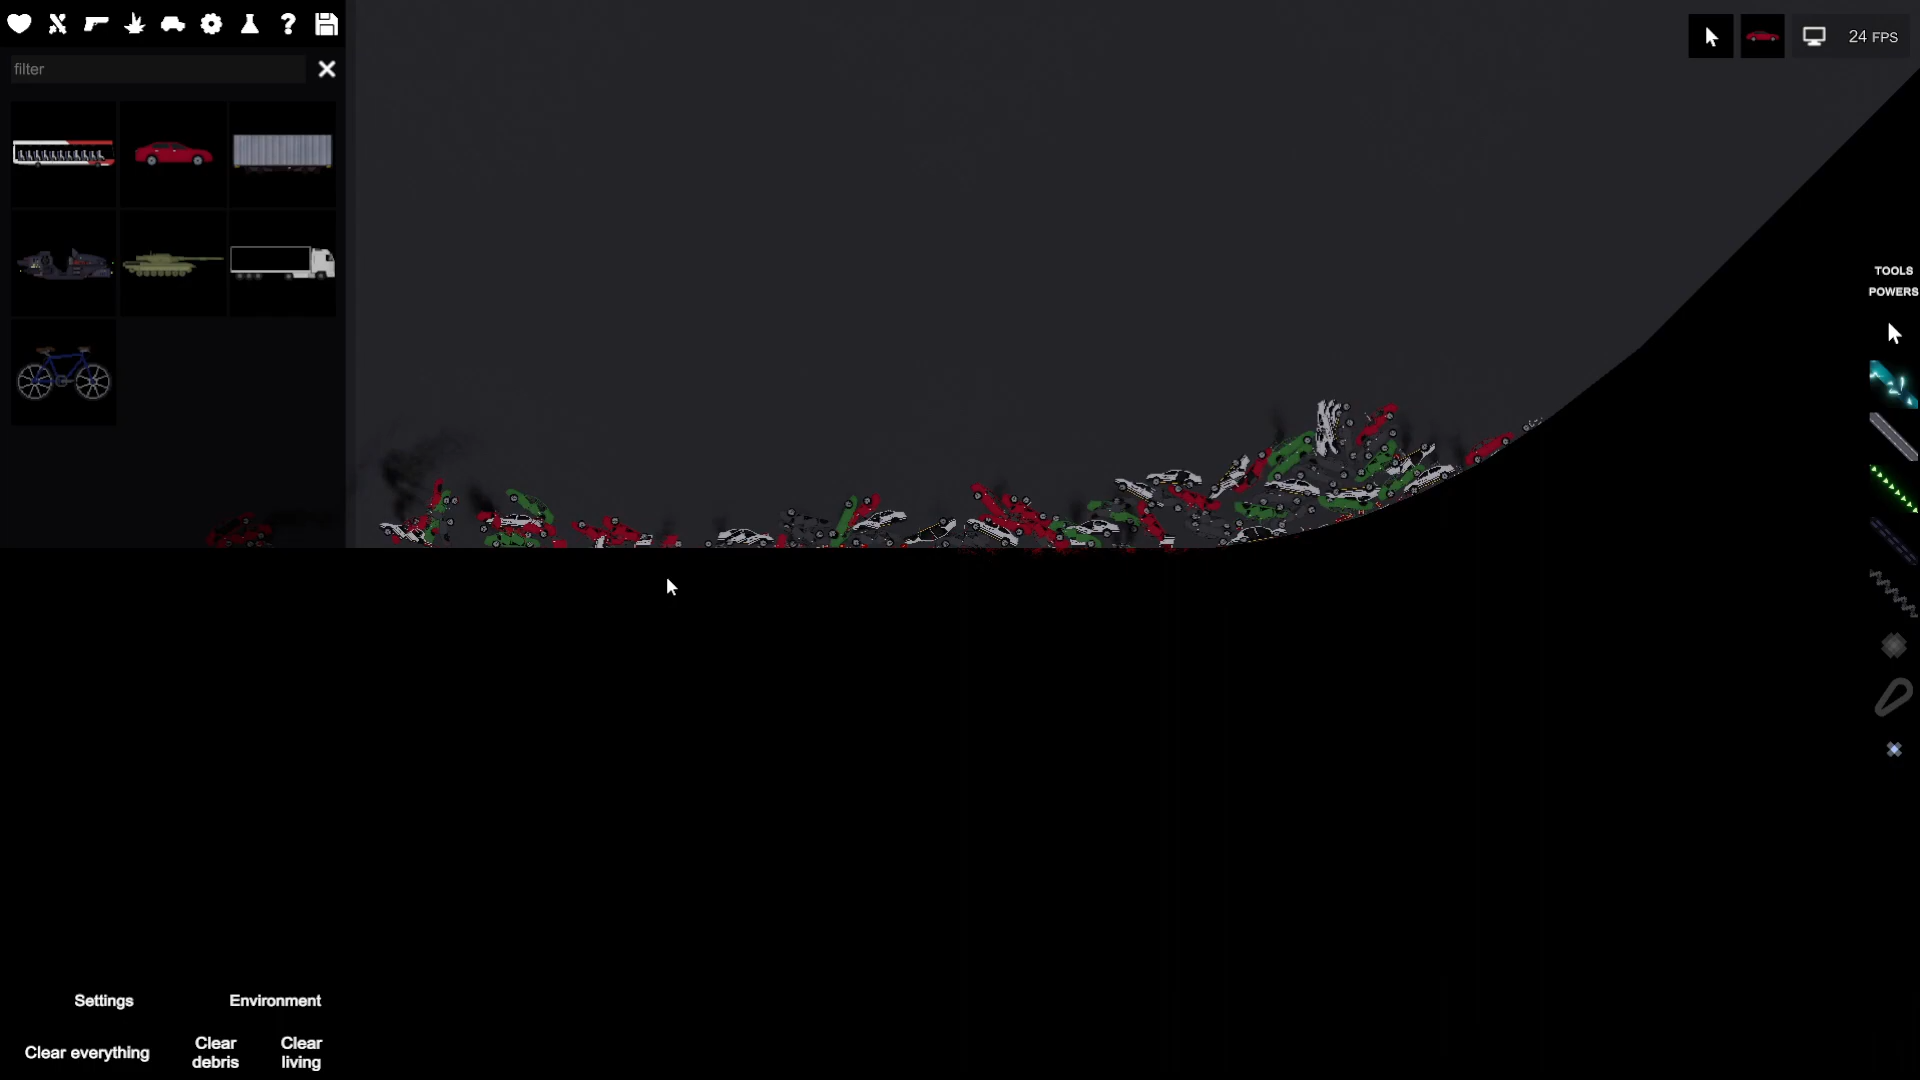 filter
24 FPS
TOOLS
POWERS
Settings
Environment
Clear everything
Clear
debris
Clear
living